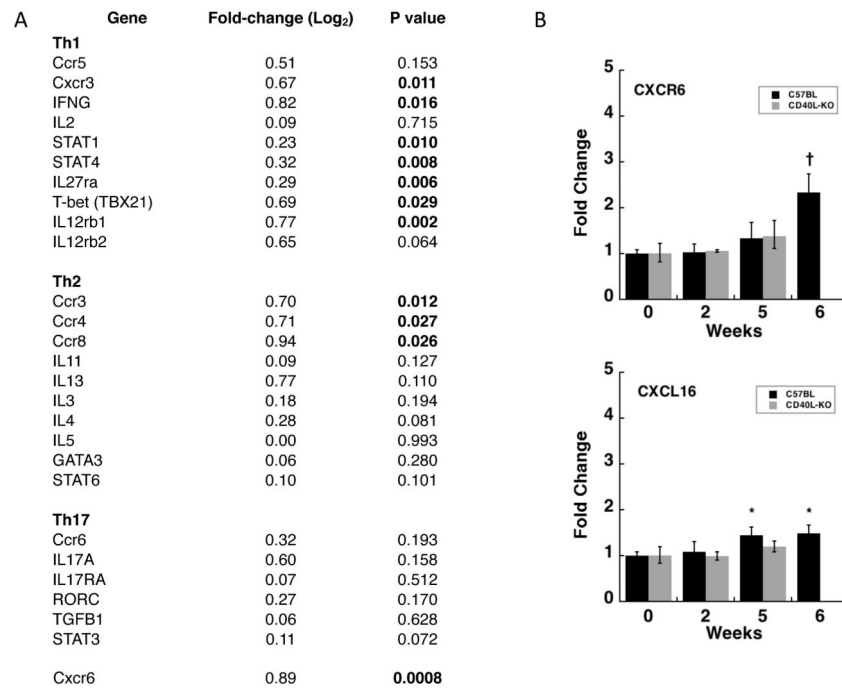 A
Gene Fold-change (Log₂) P value
Th1
Ccr5 0.51 0.153
Cxcr3 0.67 0.011
IFNG 0.82 0.016
IL2 0.09 0.715
STAT1 0.23 0.010
STAT4 0.32 0.008
IL27ra 0.29 0.006
T-bet (TBX21) 0.69 0.029
IL12rb1 0.77 0.002
IL12rb2 0.65 0.064
Th2
Ccr3 0.70 0.012
Ccr4 0.71 0.027
Ccr8 0.94 0.026
IL11 0.09 0.127
IL13 0.77 0.110
IL3 0.18 0.194
IL4 0.28 0.081
IL5 0.00 0.993
GATA3 0.06 0.280
STAT6 0.10 0.101
Th17
Ccr6 0.32 0.193
IL17A 0.60 0.158
IL17RA 0.07 0.512
RORC 0.27 0.170
TGFB1 0.06 0.628
STAT3 0.11 0.072
Cxcr6 0.89 0.0008
B
CXCR6
C57BL
CD40L-KO
Fold Change
5
4
3
2
1
0
†
0 2 5 6
Weeks
CXCL16
C57BL
CD40L-KO
Fold Change
5
4
3
2
1
0
* *
0 2 5 6
Weeks